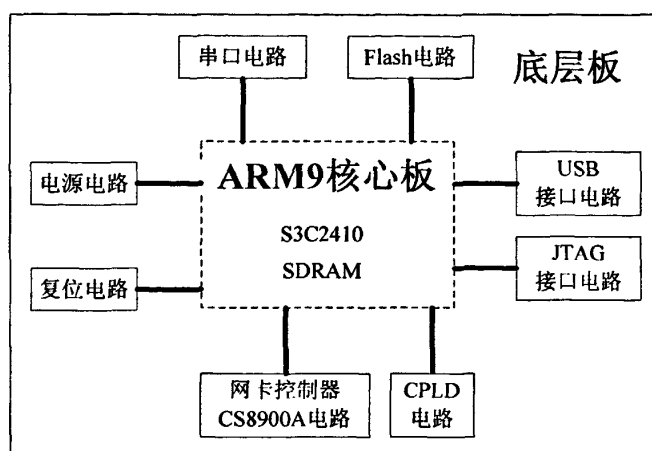 串口电路
Flash电路
底层板
ARM9核心板
S3C2410
SDRAM
电源电路
复位电路
USB
接口电路
JTAG
接口电路
网卡控制器
CS8900A电路
CPLD
电路